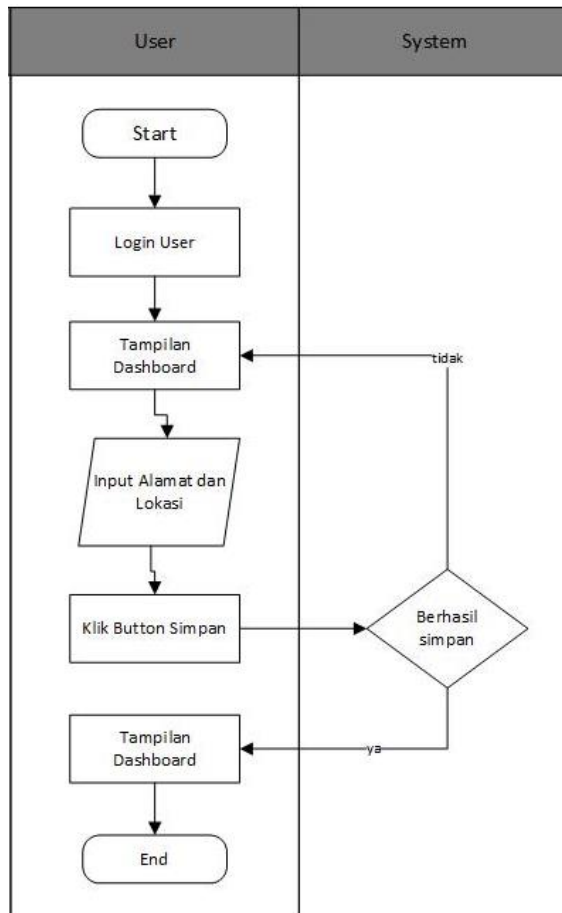 User
System
Start
Login User
Tampilan
Dashboard
tidak
Input Alamat dan
Lokasi
Klik Button Simpan
Berhasil
simpan
Tampilan
Dashboard
ya
End